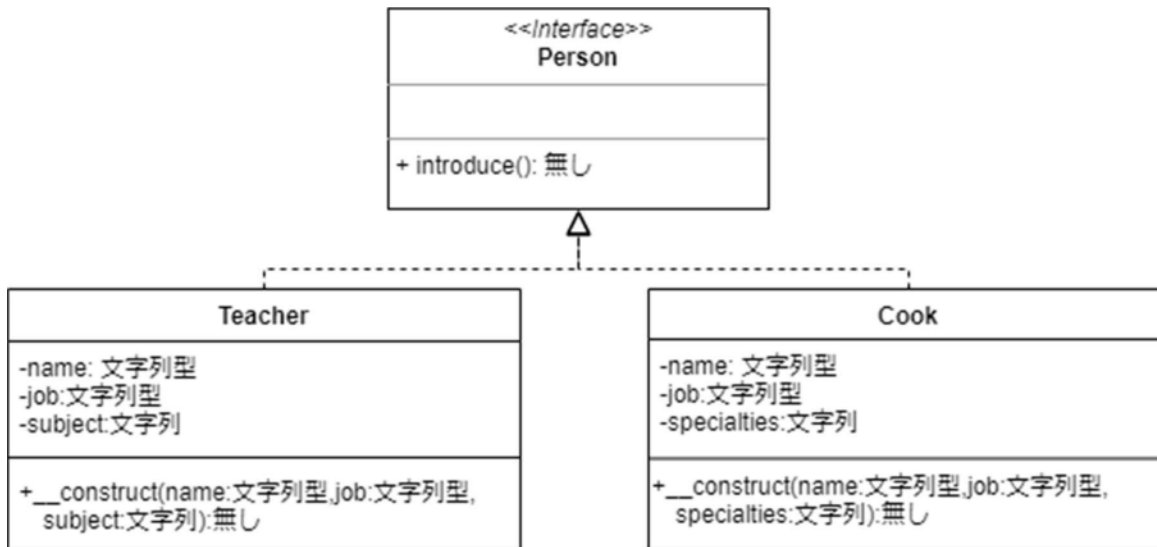 <<Interface>>
Person
+ introduce(): 無し
Teacher
-name: 文字列型
-job:文字列型
-subject:文字列
+__construct(name:文字列型,job:文字列型,
subject:文字列):無し
Cook
-name: 文字列型
-job:文字列型
-specialties:文字列
+__construct(name:文字列型,job:文字列型,
specialties:文字列):無し